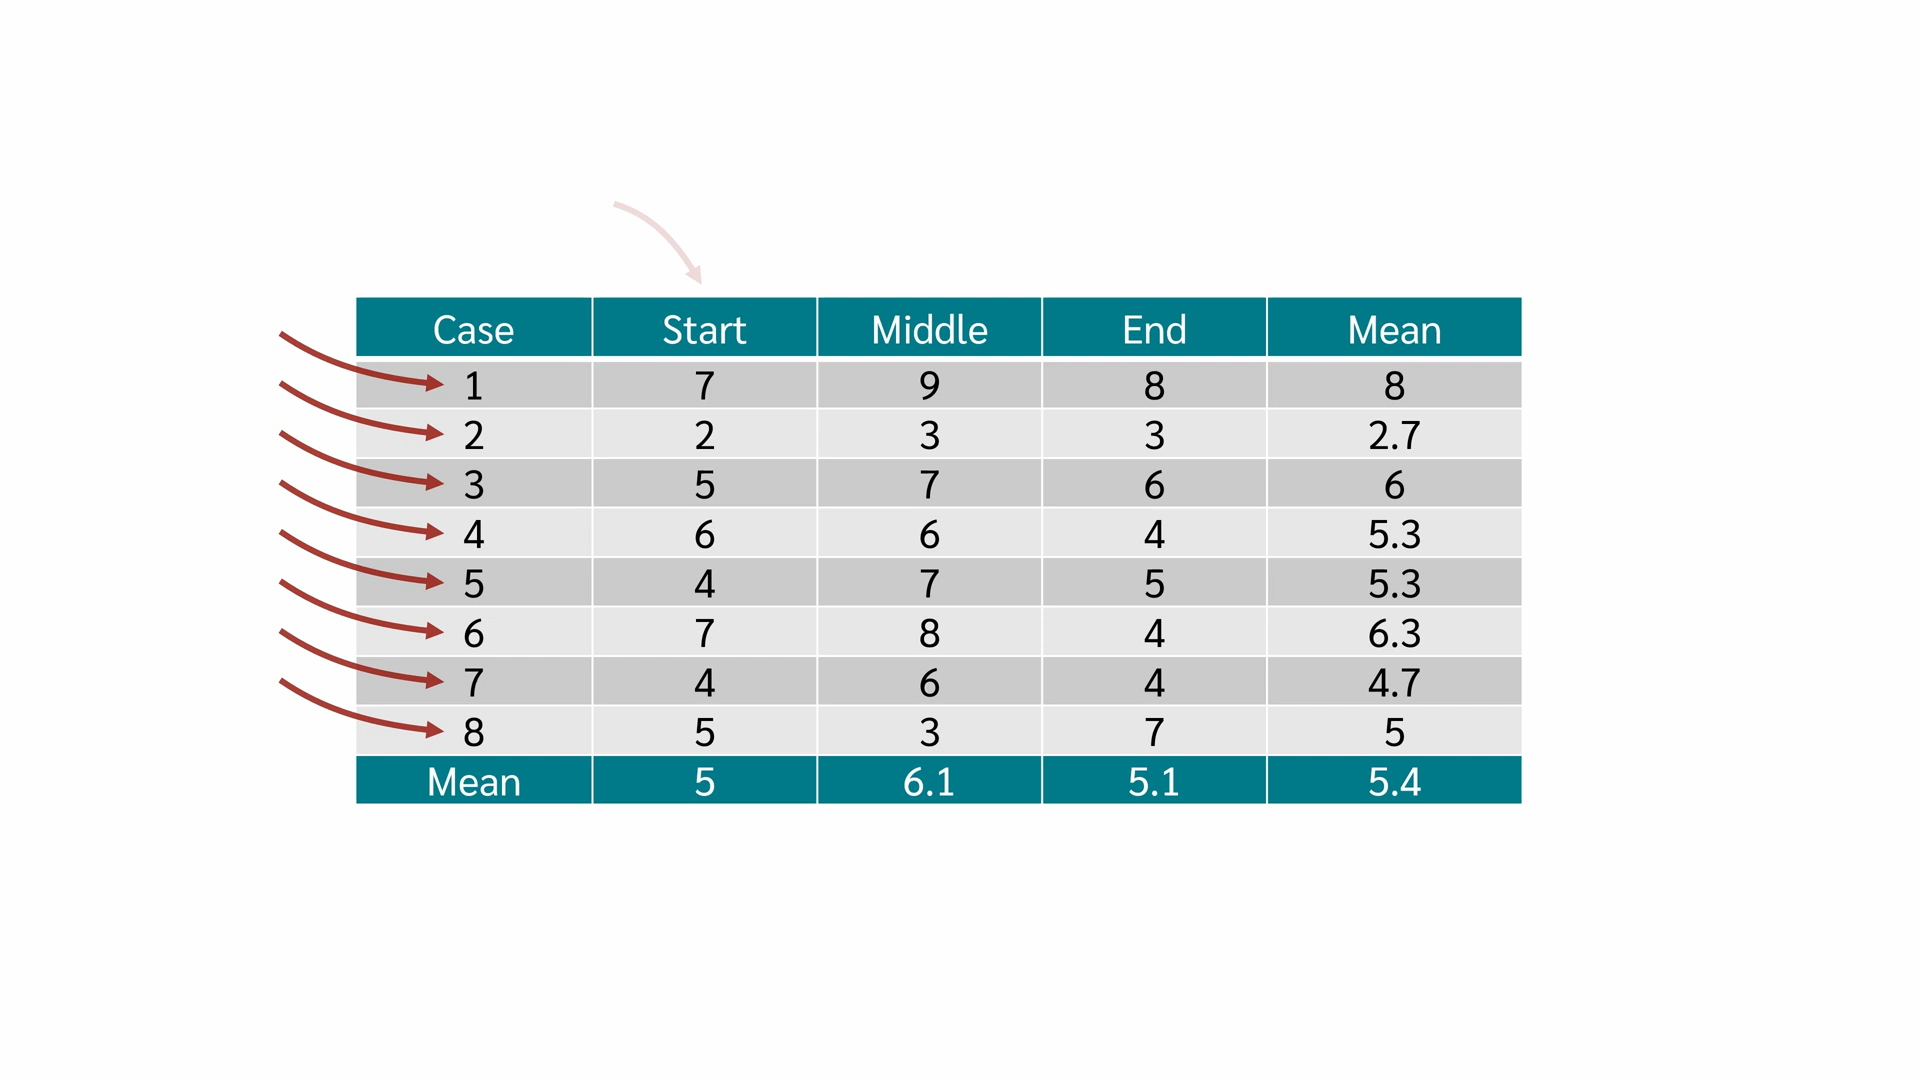 Case Start Middle End Mean
1 7 9 8 8
2 2 3 3 2.7
3 5 7 6 6
4 6 6 4 5.3
5 4 7 5 5.3
6 7 8 4 6.3
7 4 6 4 4.7
8 5 3 7 5
Mean 5 6.1 5.1 5.4